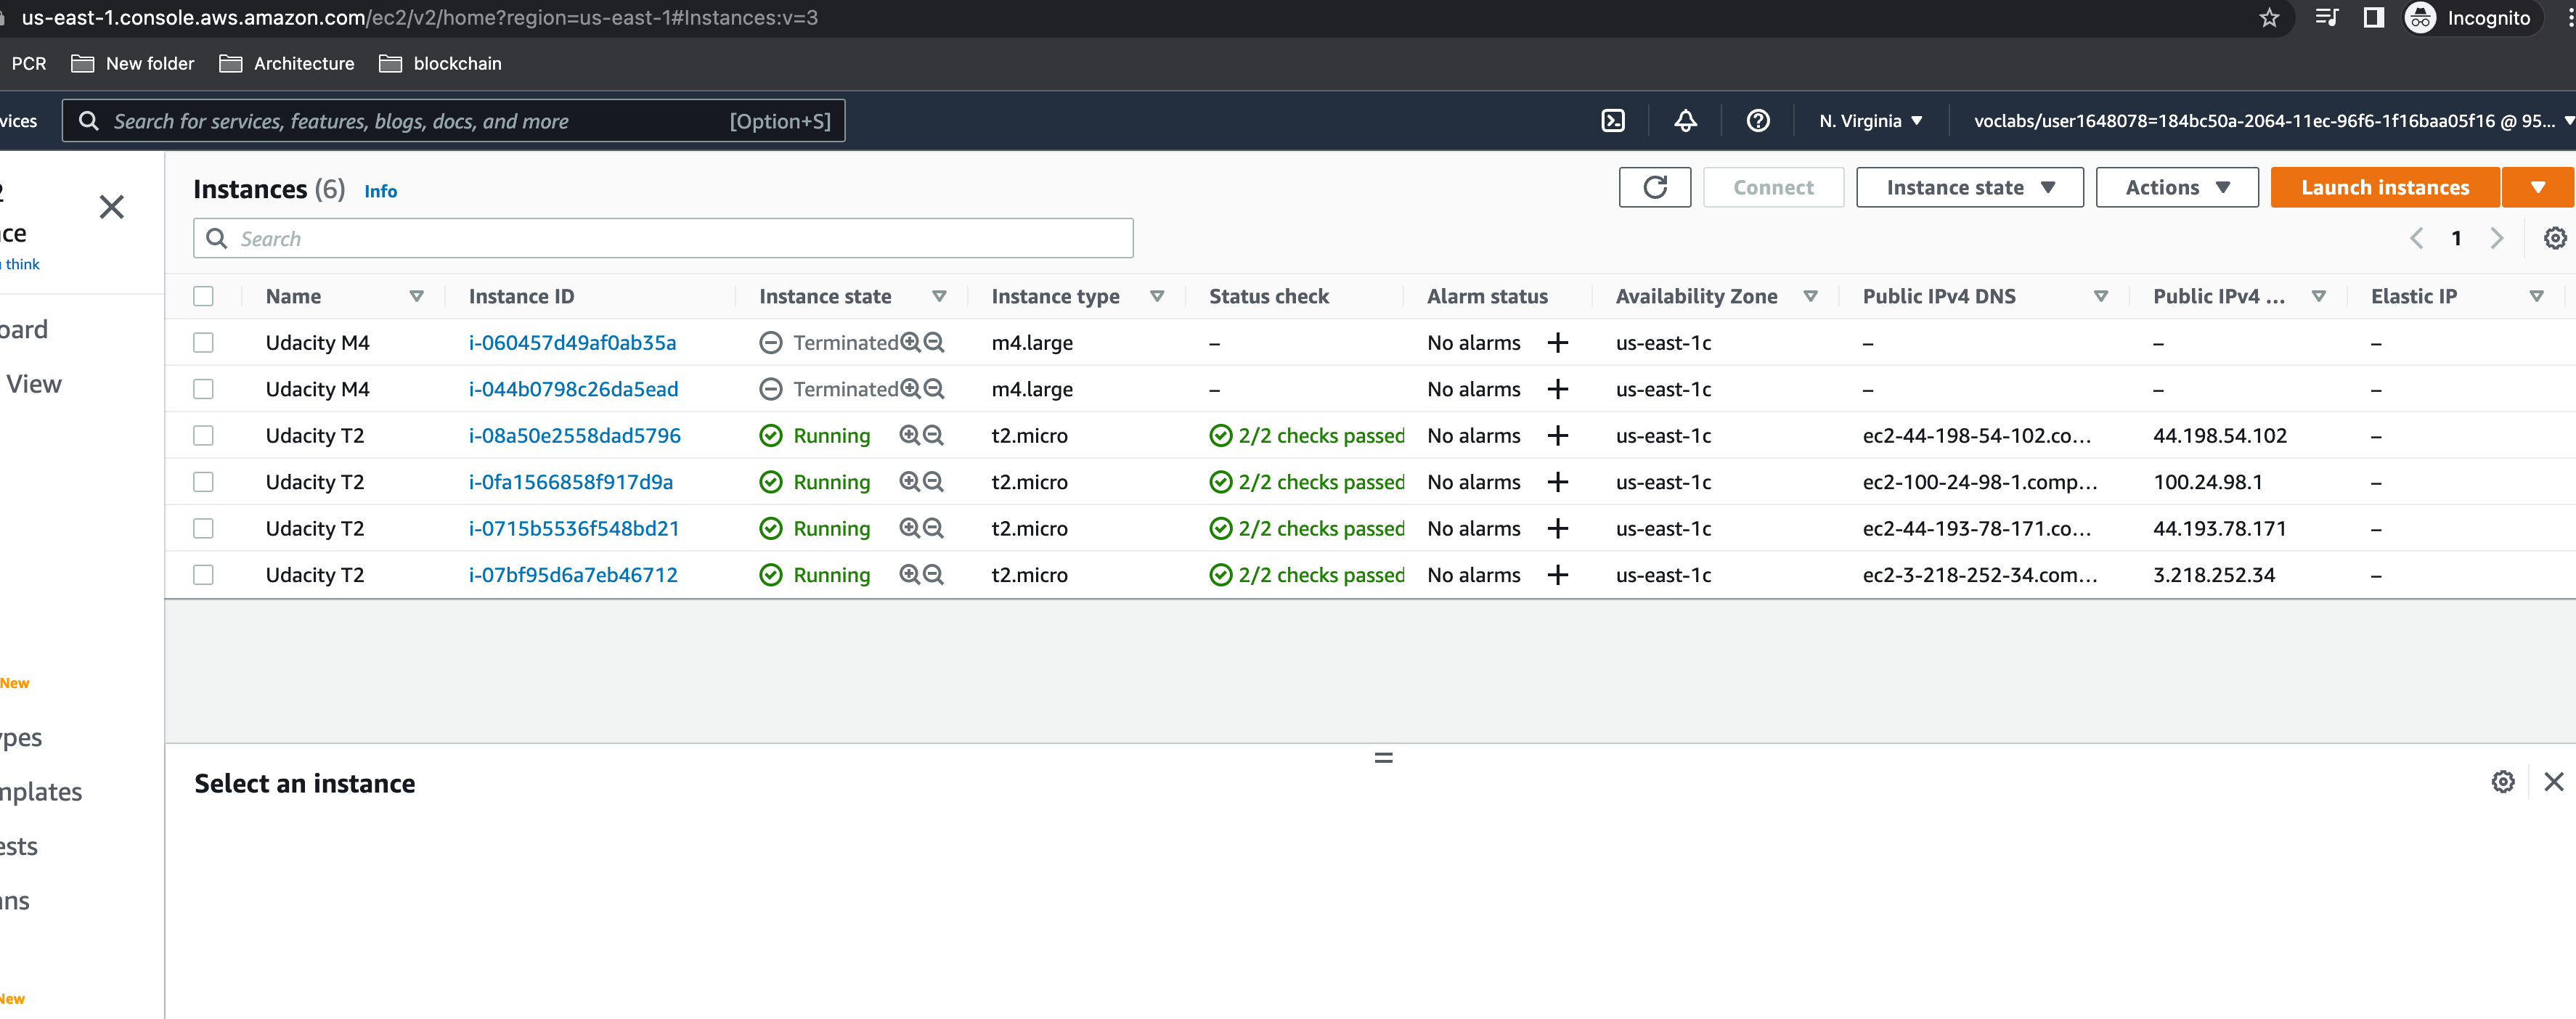 us-east-1.console.aws.amazon.com/ec2/v2/home?region=us-east-1#Instances:v=3
Incognito
PCR New folder Architecture blockchain
vices Search for services, features, blogs, docs, and more [Option+S] N. Virginia voclabs/user1648078=184bc50a-2064-11ec-96f6-1f16baa05f16 @ 95...
2
ce
think
oard
View
New
ypes
mplates
ests
ans
New
Instances (6) Info Connect Instance state Actions Launch instances
Search 1
Name Instance ID Instance state Instance type Status check Alarm status Availability Zone Public IPv4 DNS Public IPv4 ... Elastic IP
Udacity M4 i-060457d49af0ab35a Terminated m4.large – No alarms + us-east-1c – – –
Udacity M4 i-044b0798c26da5ead Terminated m4.large – No alarms + us-east-1c – – –
Udacity T2 i-08a50e2558dad5796 Running t2.micro 2/2 checks passed No alarms + us-east-1c ec2-44-198-54-102.co... 44.198.54.102 –
Udacity T2 i-0fa1566858f917d9a Running t2.micro 2/2 checks passed No alarms + us-east-1c ec2-100-24-98-1.comp... 100.24.98.1 –
Udacity T2 i-0715b5536f548bd21 Running t2.micro 2/2 checks passed No alarms + us-east-1c ec2-44-193-78-171.co... 44.193.78.171 –
Udacity T2 i-07bf95d6a7eb46712 Running t2.micro 2/2 checks passed No alarms + us-east-1c ec2-3-218-252-34.com... 3.218.252.34 –
Select an instance